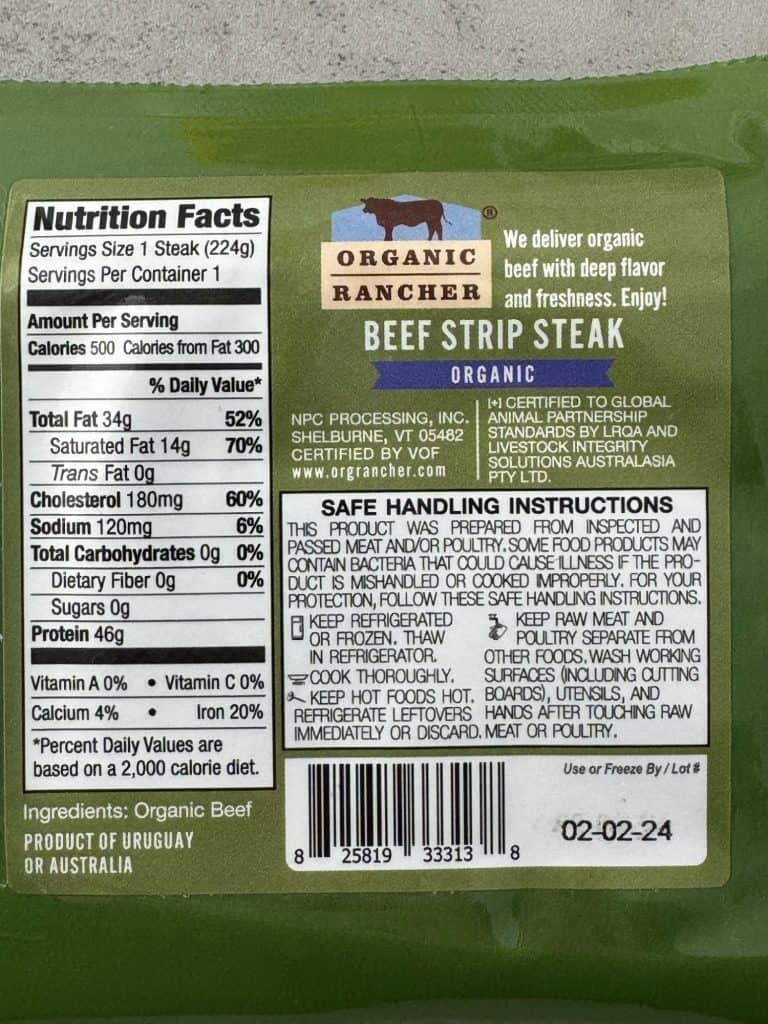 Nutrition Facts
Servings Size 1 Steak (224g)
Servings Per Container 1
Amount Per Serving
Calories 500 Calories from Fat 300
% Daily Value*
Total Fat 34g 52%
Saturated Fat 14g 70%
Trans Fat 0g
Cholesterol 180mg 60%
Sodium 120mg 6%
Total Carbohydrates 0g 0%
Dietary Fiber 0g 0%
Sugars 0g
Protein 46g
Vitamin A 0% • Vitamin C 0%
Calcium 4% • Iron 20%
*Percent Daily Values are
based on a 2,000 calorie diet.
Ingredients: Organic Beef
PRODUCT OF URUGUAY
OR AUSTRALIA
®
ORGANIC
RANCHER
We deliver organic
beef with deep flavor
and freshness. Enjoy!
BEEF STRIP STEAK
ORGANIC
NPC PROCESSING, INC.
SHELBURNE, VT 05482
CERTIFIED BY VOF
www.orgrancher.com
[+] CERTIFIED TO GLOBAL
ANIMAL PARTNERSHIP
STANDARDS BY LRQA AND
LIVESTOCK INTEGRITY
SOLUTIONS AUSTRALASIA
PTY LTD.
SAFE HANDLING INSTRUCTIONS
THIS PRODUCT WAS PREPARED FROM INSPECTED AND
PASSED MEAT AND/OR POULTRY. SOME FOOD PRODUCTS MAY
CONTAIN BACTERIA THAT COULD CAUSE ILLNESS IF THE PRO-
DUCT IS MISHANDLED OR COOKED IMPROPERLY. FOR YOUR
PROTECTION, FOLLOW THESE SAFE HANDLING INSTRUCTIONS.
KEEP REFRIGERATED
OR FROZEN. THAW
IN REFRIGERATOR.
COOK THOROUGHLY.
KEEP HOT FOODS HOT.
REFRIGERATE LEFTOVERS
IMMEDIATELY OR DISCARD.
KEEP RAW MEAT AND
POULTRY SEPARATE FROM
OTHER FOODS. WASH WORKING
SURFACES (INCLUDING CUTTING
BOARDS), UTENSILS, AND
HANDS AFTER TOUCHING RAW
MEAT OR POULTRY.
Use or Freeze By / Lot #
02-02-24
8 25819 33313 8